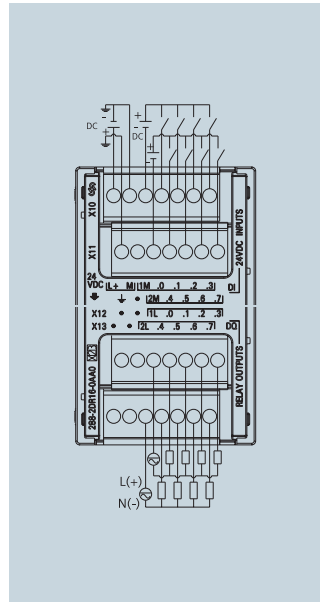 DC
DC
X10
X11
24VDC INPUTS
24
VDC
L+ M 1M .0 .1 .2 .3 DI
2M .4 .5 .6 .7
X12 1L .0 .1 .2 .3
X13 2L .4 .5 .6 .7 DQ
288-2DR16-0AA0
RELAY OUTPUTS
L(+)
N(-)